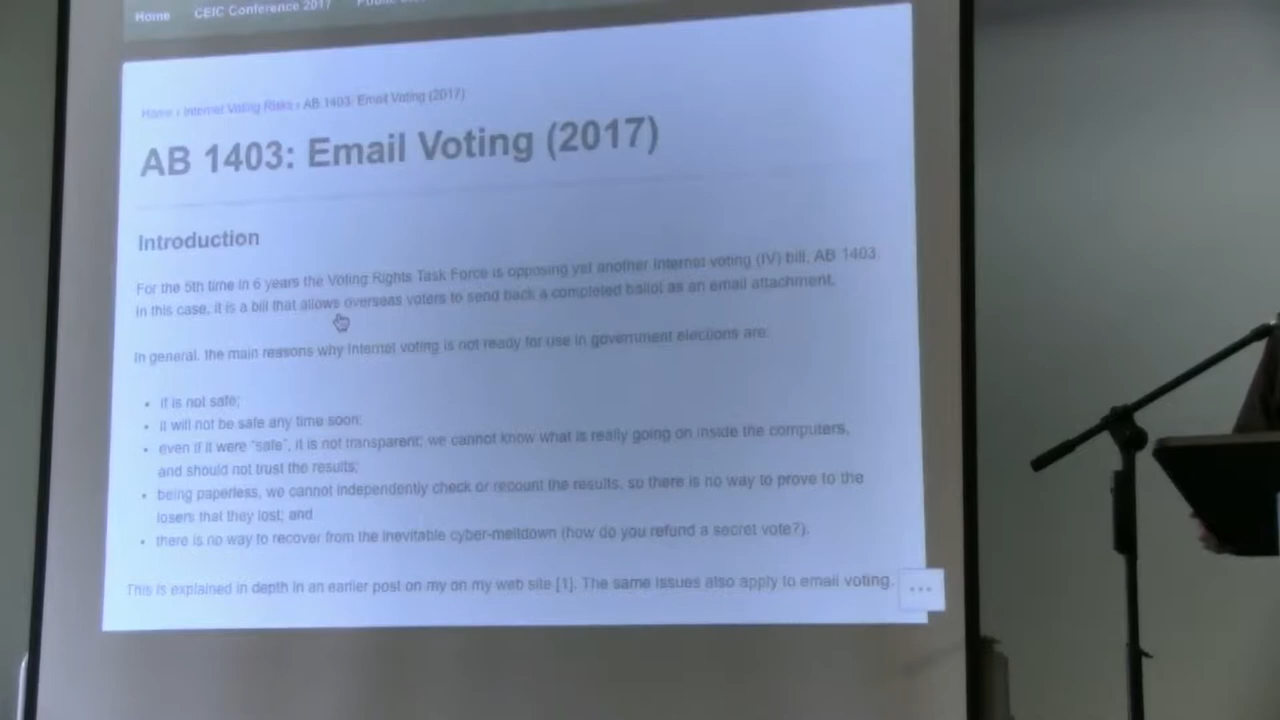 Home CEIC Conference 2017
Home › Internet Voting Risks › AB 1403: Email Voting (2017)
AB 1403: Email Voting (2017)
Introduction
For the 5th time in 6 years the Voting Rights Task Force is opposing yet another Internet voting (IV) bill, AB 1403.
In this case, it is a bill that allows overseas voters to send back a completed ballot as an email attachment.
In general, the main reasons why Internet voting is not ready for use in government elections are:
• it is not safe;
• it will not be safe any time soon;
• even if it were "safe", it is not transparent; we cannot know what is really going on inside the computers,
and should not trust the results;
• being paperless, we cannot independently check or recount the results, so there is no way to prove to the
losers that they lost; and
• there is no way to recover from the inevitable cyber-meltdown (how do you refund a secret vote?).
This is explained in depth in an earlier post on my on my web site [1]. The same issues also apply to email voting.